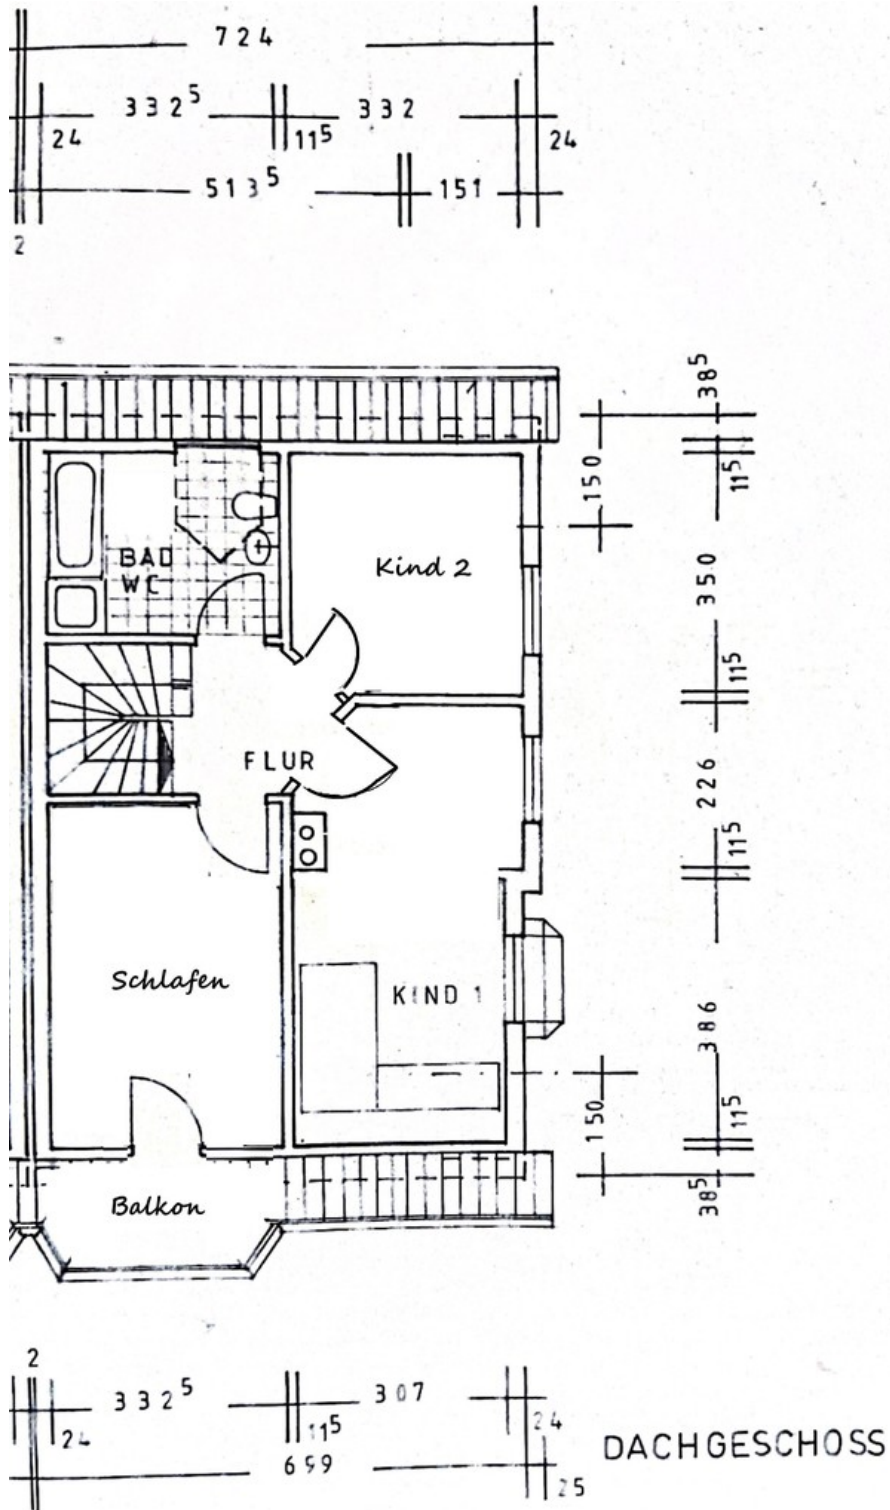 724
332⁵ 332
24 11⁵ 24
513⁵ 151
2
38⁵
150
11⁵
350
11⁵
226
11⁵
386
150
11⁵
38⁵
BAD
WC
Kind 2
FLUR
Schlafen
KIND 1
Balkon
2
332⁵ 307
24 11⁵ 24
699
25
DACHGESCHOSS